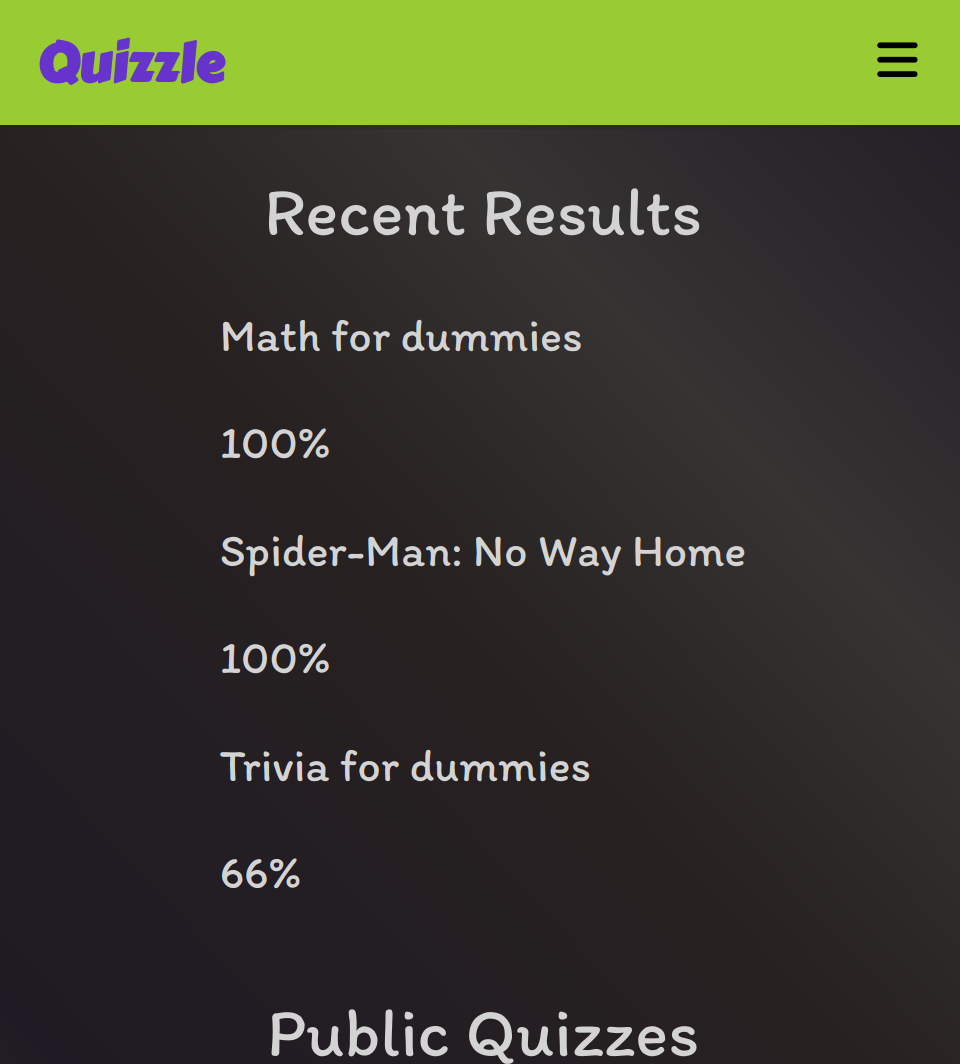 Quizzle
Recent Results
Math for dummies
100%
Spider-Man: No Way Home
100%
Trivia for dummies
66%
Public Quizzes